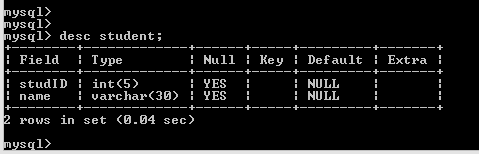 mysql>
mysql>
mysql> desc student;
+---------+-------------+------+-----+---------+-------+
| Field | Type | Null | Key | Default | Extra |
+---------+-------------+------+-----+---------+-------+
| studID | int(5) | YES | | NULL | |
| name | varchar(30) | YES | | NULL | |
+---------+-------------+------+-----+---------+-------+
2 rows in set (0.04 sec)
mysql>